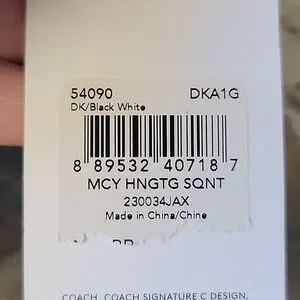 54090 DKA1G
DK/Black White
8 89532 40718 7
MCY HNGTG SQNT
230034JAX
Made in China/Chine
COACH, COACH SIGNATURE C DESIGN,